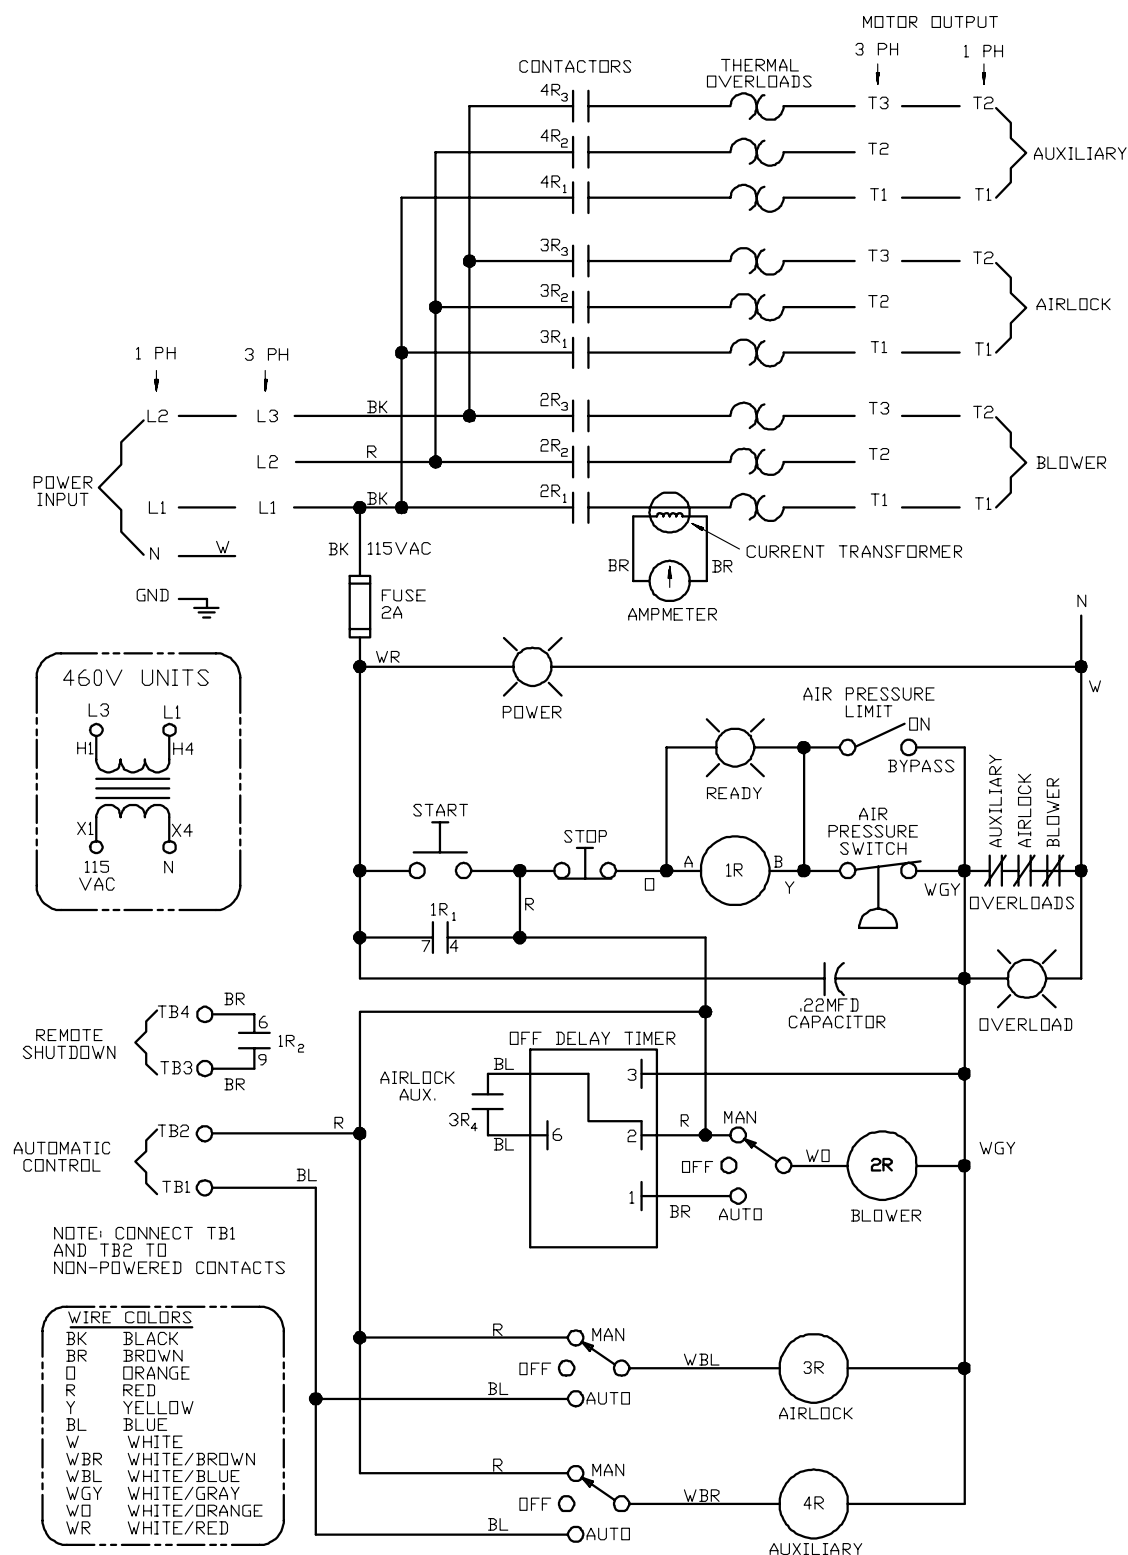 MOTOR OUTPUT
3 PH
1 PH
CONTACTORS
THERMAL
OVERLOADS
4R3
T3
T2
4R2
T2
AUXILIARY
4R1
T1
T1
3R3
T3
T2
3R2
T2
AIRLOCK
3R1
T1
T1
1 PH
3 PH
L2
L3
BK
2R3
T3
T2
L2
R
2R2
T2
BLOWER
POWER
INPUT
L1
L1
BK
2R1
T1
T1
N
W
BK
115VAC
CURRENT TRANSFORMER
BR
BR
GND
FUSE
2A
AMPMETER
N
WR
W
POWER
460V UNITS
L3
L1
H1
H4
X1
X4
115
VAC
N
AIR PRESSURE
LIMIT
ON
BYPASS
READY
START
STOP
AIR
PRESSURE
SWITCH
AUXILIARY
AIRLOCK
BLOWER
A
1R
B
O
Y
WGY
OVERLOADS
R
1R1
7
4
.22MFD
CAPACITOR
OVERLOAD
REMOTE
SHUTDOWN
TB4
BR
6
1R2
9
TB3
BR
OFF DELAY TIMER
BL
AIRLOCK
AUX.
3R4
BL
3
6
2
1
R
MAN
OFF
AUTO
BR
WO
2R
BLOWER
WGY
AUTOMATIC
CONTROL
TB2
R
TB1
BL
NOTE: CONNECT TB1
AND TB2 TO
NON-POWERED CONTACTS
R
MAN
OFF
WBL
3R
BL
AUTO
AIRLOCK
R
MAN
OFF
WBR
4R
BL
AUTO
AUXILIARY
WIRE COLORS
BK BLACK
BR BROWN
O ORANGE
R RED
Y YELLOW
BL BLUE
W WHITE
WBR WHITE/BROWN
WBL WHITE/BLUE
WGY WHITE/GRAY
WO WHITE/ORANGE
WR WHITE/RED